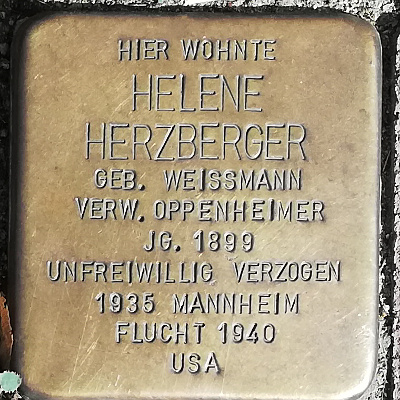 HIER WOHNTE
HELENE
HERZBERGER
GEB. WEISSMANN
VERW. OPPENHEIMER
JG. 1899
UNFREIWILLIG VERZOGEN
1935 MANNHEIM
FLUCHT 1940
USA